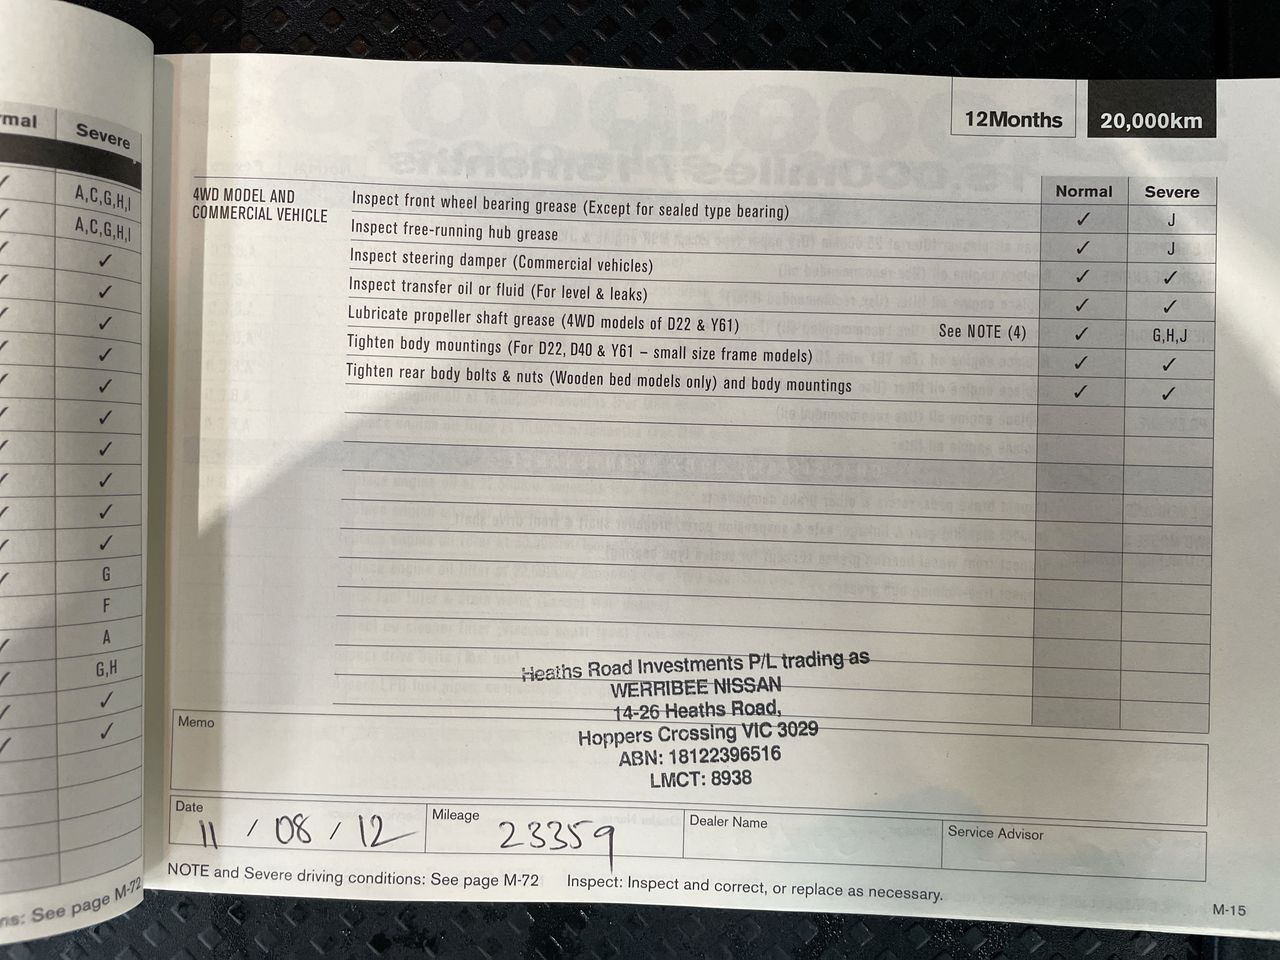 rmal Severe
A,C,G,H,I
A,C,G,H,I
✓
✓
✓
✓
✓
✓
✓
✓
✓
✓
G
F
A
G,H
✓
✓
ns: See page M-72
12Months 20,000km
Normal Severe
4WD MODEL AND
COMMERCIAL VEHICLE
Inspect front wheel bearing grease (Except for sealed type bearing) ✓ J
Inspect free-running hub grease ✓ J
Inspect steering damper (Commercial vehicles) ✓ ✓
Inspect transfer oil or fluid (For level & leaks) ✓ ✓
Lubricate propeller shaft grease (4WD models of D22 & Y61) See NOTE (4) ✓ G,H,J
Tighten body mountings (For D22, D40 & Y61 – small size frame models) ✓ ✓
Tighten rear body bolts & nuts (Wooden bed models only) and body mountings ✓ ✓
Heaths Road Investments P/L trading as
WERRIBEE NISSAN
14-26 Heaths Road,
Hoppers Crossing VIC 3029
ABN: 18122396516
LMCT: 8938
Memo
Date 11 / 08 / 12 Mileage 23359 Dealer Name Service Advisor
NOTE and Severe driving conditions: See page M-72 Inspect: Inspect and correct, or replace as necessary.
M-15